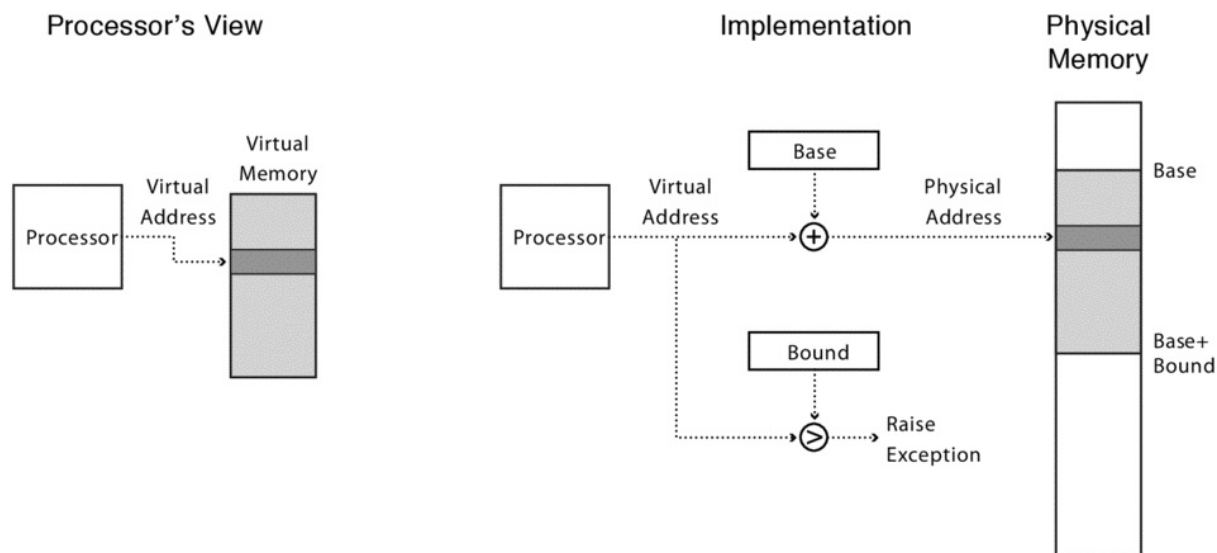 Processor's View
Implementation
Physical
Memory
Virtual
Memory
Virtual
Address
Processor
Base
Virtual
Address
Processor
+
Physical
Address
Base
Bound
>
Raise
Exception
Base+
Bound